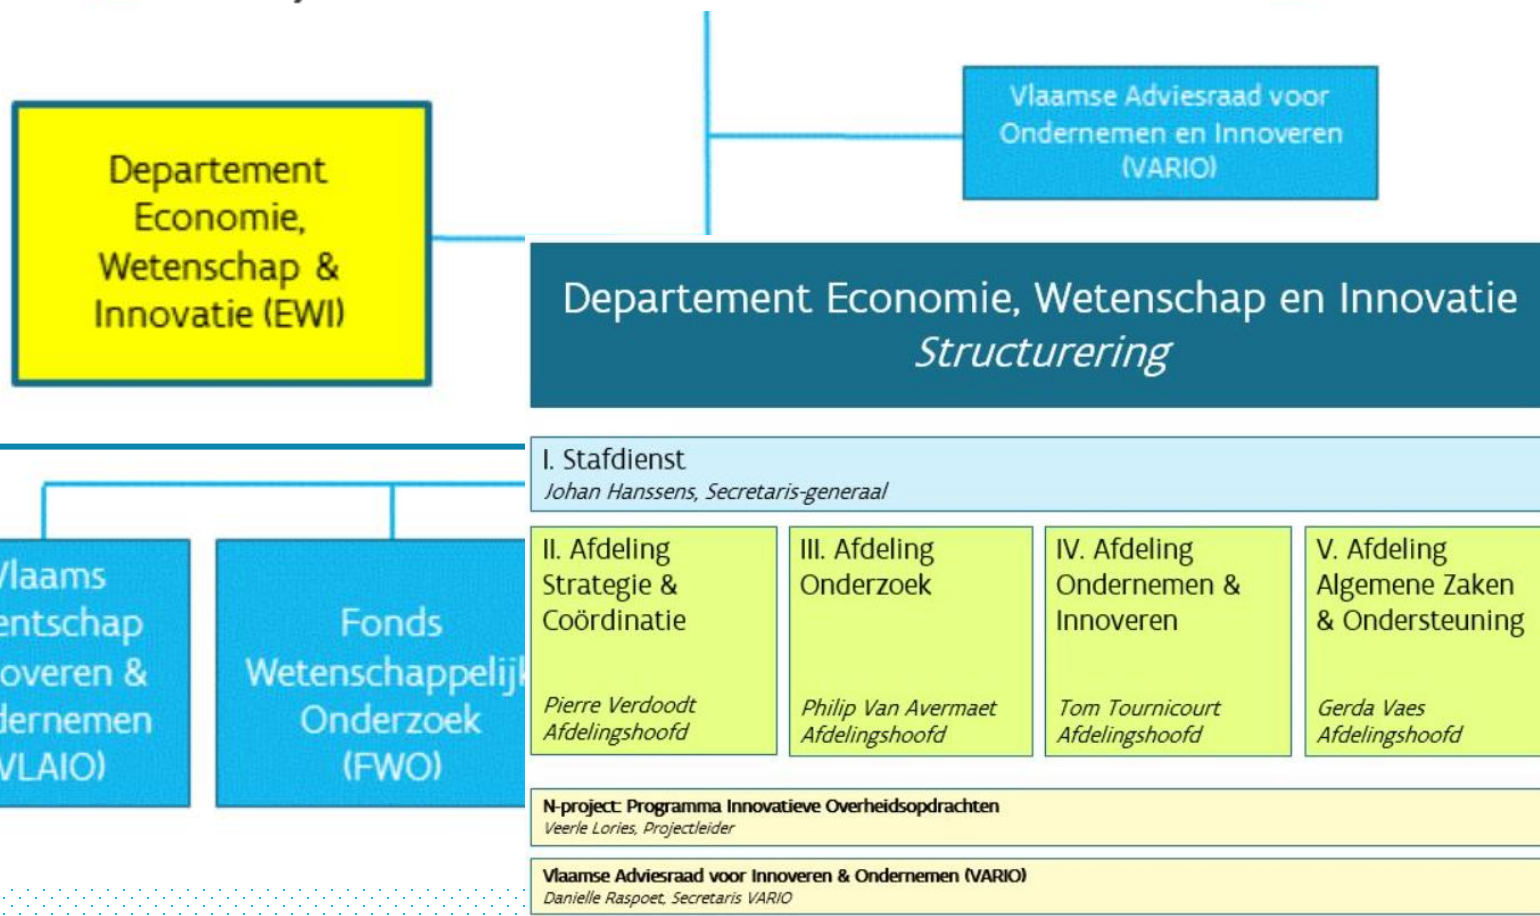 Vlaamse Adviesraad voor
Ondernemen en Innoveren
(VARIO)
Departement
Economie,
Wetenschap &
Innovatie (EWI)
Departement Economie, Wetenschap en Innovatie
Structurering
I. Stafdienst
Johan Hanssens, Secretaris-generaal
II. Afdeling
Strategie &
Coördinatie
Pierre Verdoodt
Afdelingshoofd
III. Afdeling
Onderzoek
Philip Van Avermaet
Afdelingshoofd
IV. Afdeling
Ondernemen &
Innoveren
Tom Tournicourt
Afdelingshoofd
V. Afdeling
Algemene Zaken
& Ondersteuning
Gerda Vaes
Afdelingshoofd
Vlaams
entschap
overen &
dernemen
VLAIO)
Fonds
Wetenschappelijk
Onderzoek
(FWO)
N-project: Programma Innovatieve Overheidsopdrachten
Veerle Lories, Projectleider
Vlaamse Adviesraad voor Innoveren & Ondernemen (VARIO)
Danielle Raspoet, Secretaris VARIO